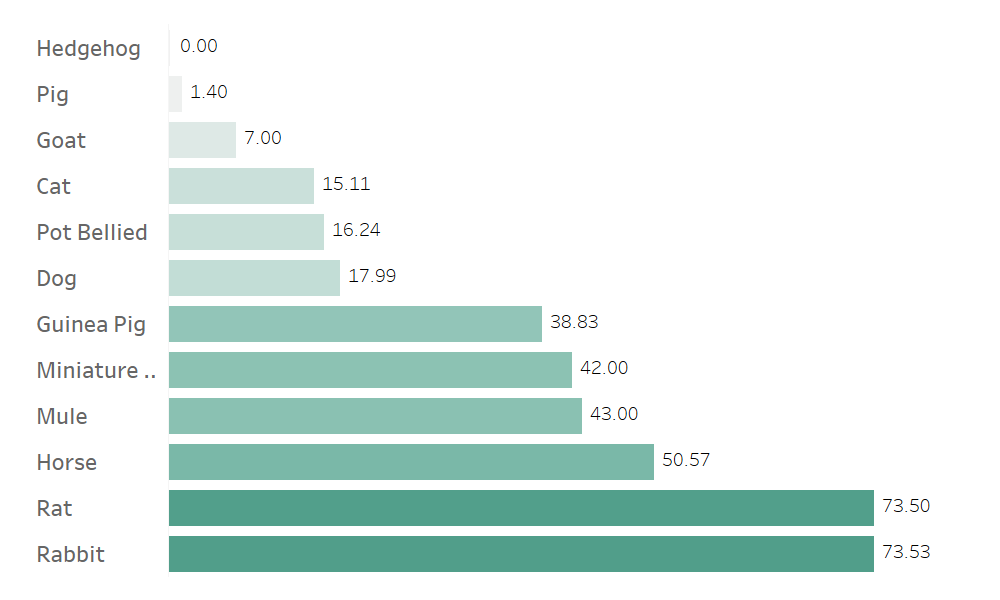 Hedgehog 0.00
Pig 1.40
Goat 7.00
Cat 15.11
Pot Bellied 16.24
Dog 17.99
Guinea Pig 38.83
Miniature .. 42.00
Mule 43.00
Horse 50.57
Rat 73.50
Rabbit 73.53